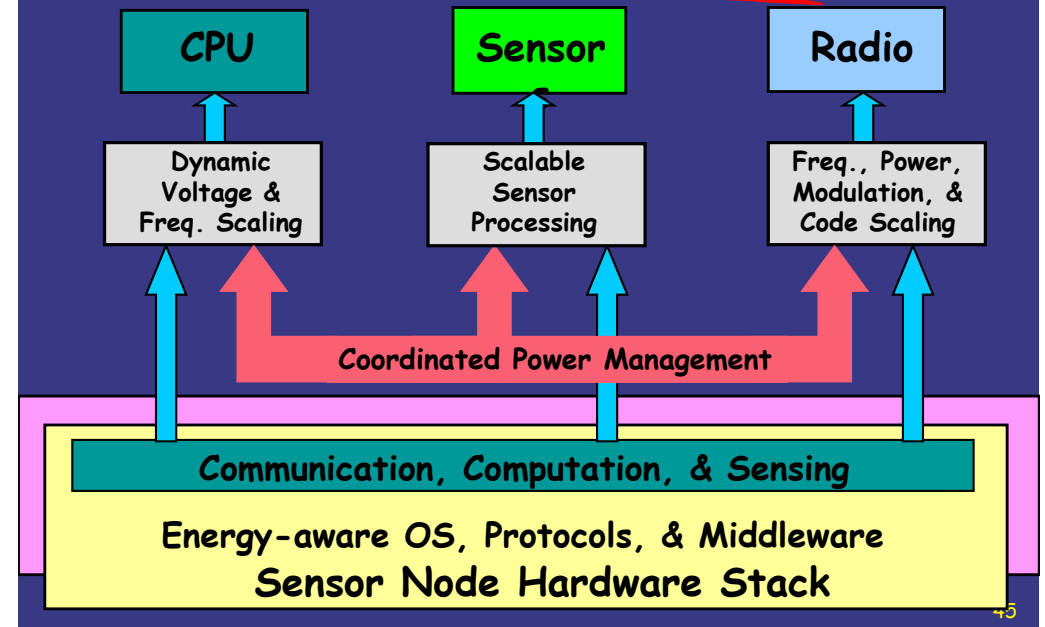 CPU
Sensor
Radio
Dynamic
Voltage &
Freq. Scaling
Scalable
Sensor
Processing
Freq., Power,
Modulation, &
Code Scaling
Coordinated Power Management
Communication, Computation, & Sensing
Energy-aware OS, Protocols, & Middleware
Sensor Node Hardware Stack
45